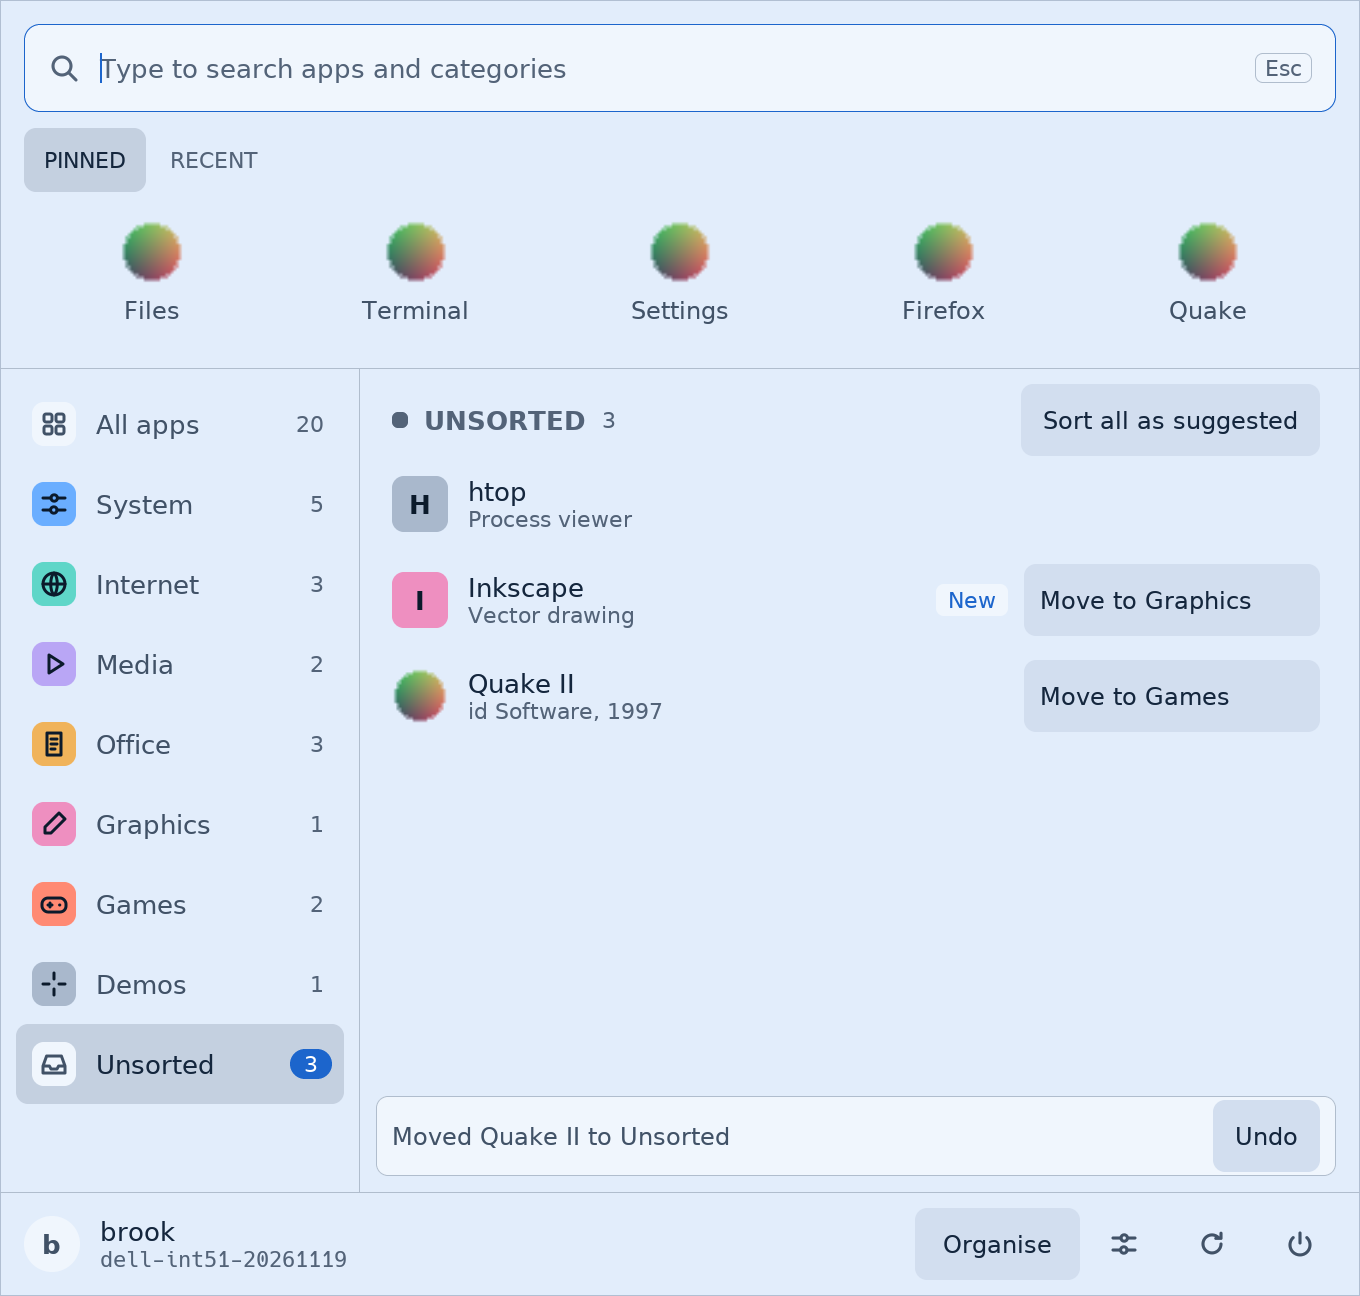 Type to search apps and categories
Esc
PINNED
RECENT
Files
Terminal
Settings
Firefox
Quake
All apps 20
System 5
Internet 3
Media 2
Office 3
Graphics 1
Games 2
Demos 1
Unsorted 3
UNSORTED 3
Sort all as suggested
H
htop
Process viewer
I
Inkscape
Vector drawing
New
Move to Graphics
Quake II
id Software, 1997
Move to Games
Moved Quake II to Unsorted
Undo
b
brook
dell-int51-20261119
Organise